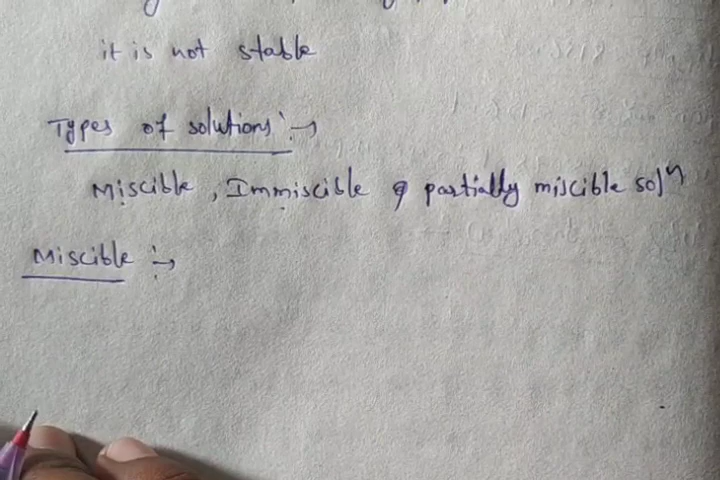 it is not stable
Types of solutions :→
Miscible , Immiscible & partially miscible solⁿ
Miscible :→